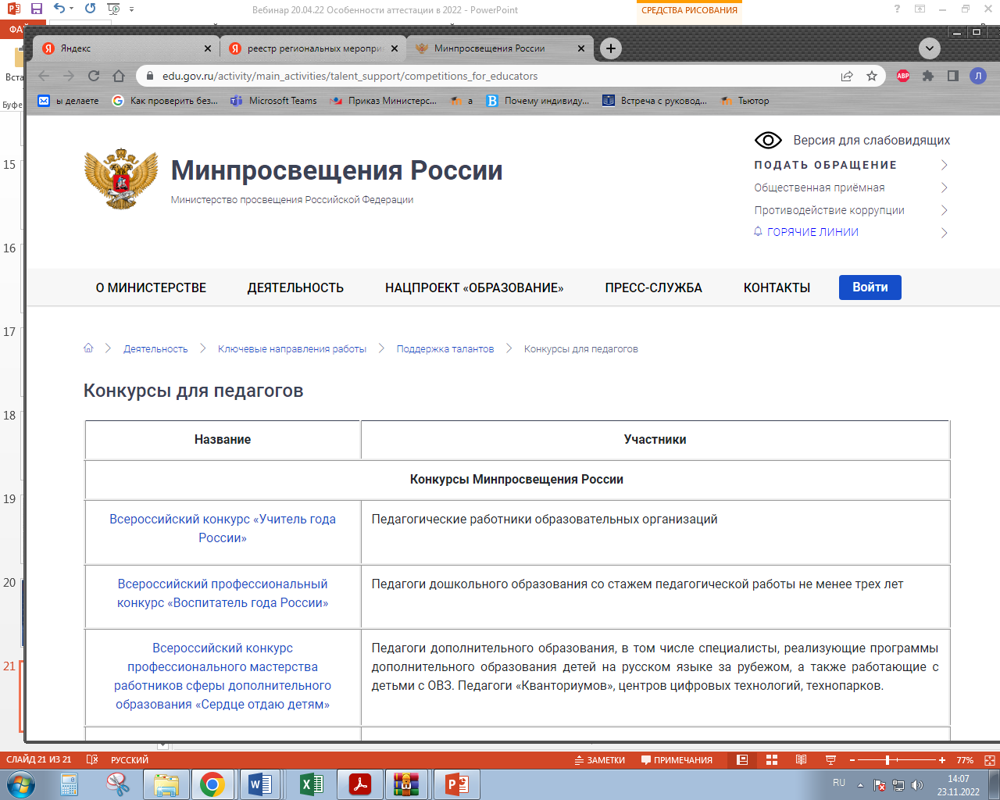 Вебинар 20.04.22 Особенности аттестации в 2022 - PowerPoint
СРЕДСТВА РИСОВАНИЯ
?
ФА
Вста
Буфе
Яндекс
реестр региональных меропри
Минпросвещения России
edu.gov.ru/activity/main_activities/talent_support/competitions_for_educators
ABP
Л
ы делаете
Как проверить без...
Microsoft Teams
Приказ Министерс...
а
Почему индивиду...
Встреча с руковод...
Тьютор
15
16
17
18
19
20
21
Минпросвещения России
Министерство просвещения Российской Федерации
Версия для слабовидящих
ПОДАТЬ ОБРАЩЕНИЕ
Общественная приёмная
Противодействие коррупции
ГОРЯЧИЕ ЛИНИИ
О МИНИСТЕРСТВЕ
ДЕЯТЕЛЬНОСТЬ
НАЦПРОЕКТ «ОБРАЗОВАНИЕ»
ПРЕСС-СЛУЖБА
КОНТАКТЫ
Войти
Деятельность
Ключевые направления работы
Поддержка талантов
Конкурсы для педагогов
Конкурсы для педагогов
Название
Участники
Конкурсы Минпросвещения России
Всероссийский конкурс «Учитель года
России»
Педагогические работники образовательных организаций
Всероссийский профессиональный
конкурс «Воспитатель года России»
Педагоги дошкольного образования со стажем педагогической работы не менее трех лет
Всероссийский конкурс
профессионального мастерства
работников сферы дополнительного
образования «Сердце отдаю детям»
Педагоги дополнительного образования, в том числе специалисты, реализующие программы
дополнительного образования детей на русском языке за рубежом, а также работающие с
детьми с ОВЗ. Педагоги «Кванториумов», центров цифровых технологий, технопарков.
СЛАЙД 21 ИЗ 21
РУССКИЙ
ЗАМЕТКИ
ПРИМЕЧАНИЯ
77%
RU
14:07
23.11.2022